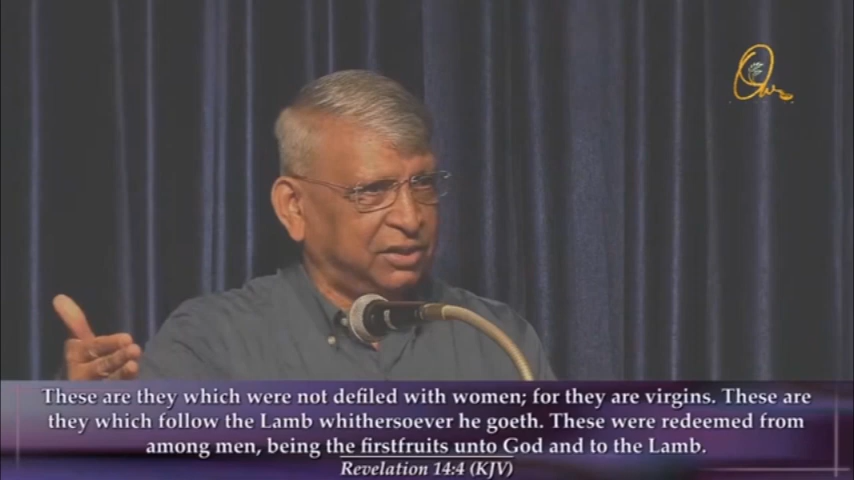 These are they which were not defiled with women; for they are virgins. These are
they which follow the Lamb whithersoever he goeth. These were redeemed from
among men, being the firstfruits unto God and to the Lamb.
Revelation 14:4 (KJV)